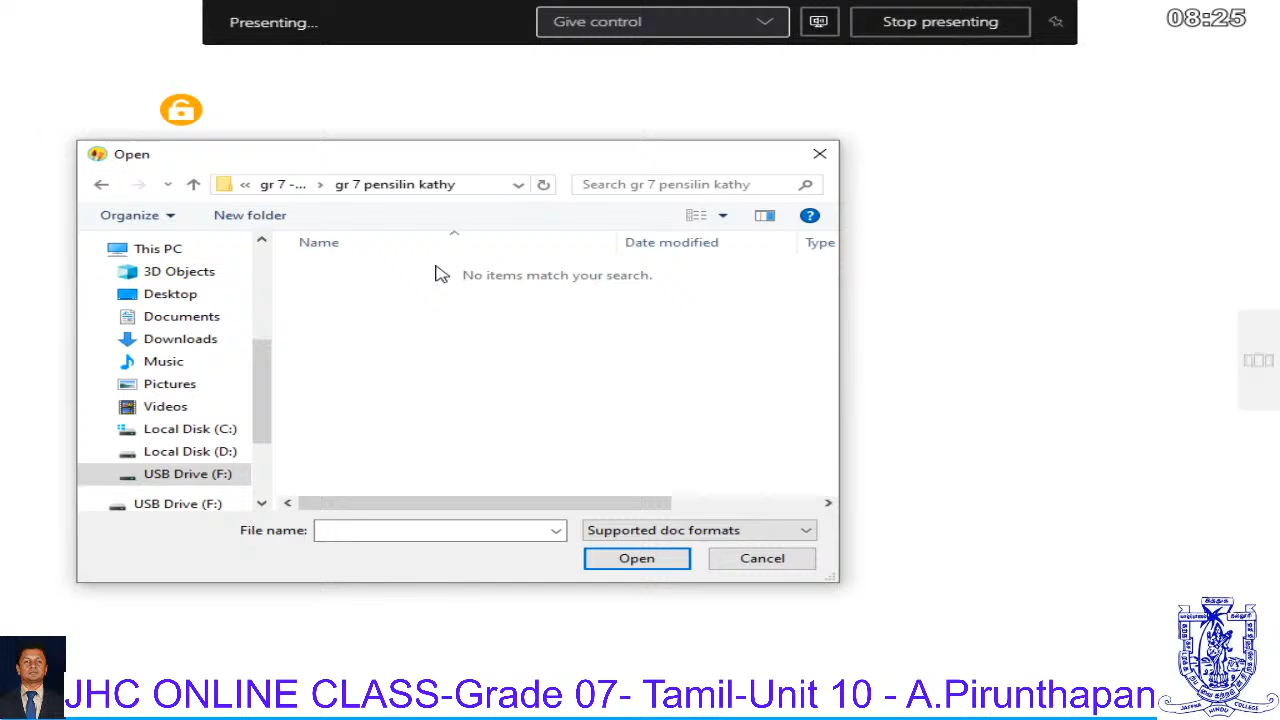 Presenting...
Give control
Stop presenting
08:25
Open
« gr 7 -... › gr 7 pensilin kathy
Search gr 7 pensilin kathy
Organize
New folder
This PC
3D Objects
Desktop
Documents
Downloads
Music
Pictures
Videos
Local Disk (C:)
Local Disk (D:)
USB Drive (F:)
USB Drive (F:)
Name
Date modified
Type
No items match your search.
File name:
Supported doc formats
Open
Cancel
JHC ONLINE CLASS-Grade 07- Tamil-Unit 10 - A.Pirunthapan
JAFFNA HINDU COLLEGE